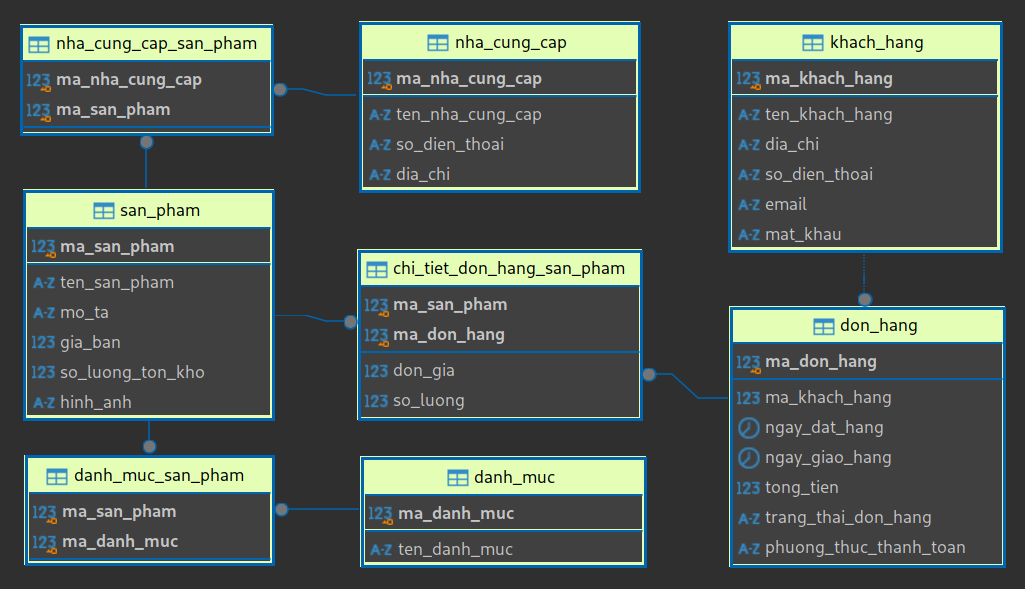 nha_cung_cap_san_pham
123 ma_nha_cung_cap
123 ma_san_pham
nha_cung_cap
123 ma_nha_cung_cap
A-Z ten_nha_cung_cap
A-Z so_dien_thoai
A-Z dia_chi
khach_hang
123 ma_khach_hang
A-Z ten_khach_hang
A-Z dia_chi
A-Z so_dien_thoai
A-Z email
A-Z mat_khau
san_pham
123 ma_san_pham
A-Z ten_san_pham
A-Z mo_ta
123 gia_ban
123 so_luong_ton_kho
A-Z hinh_anh
chi_tiet_don_hang_san_pham
123 ma_san_pham
123 ma_don_hang
123 don_gia
123 so_luong
don_hang
123 ma_don_hang
123 ma_khach_hang
ngay_dat_hang
ngay_giao_hang
123 tong_tien
A-Z trang_thai_don_hang
A-Z phuong_thuc_thanh_toan
danh_muc_san_pham
123 ma_san_pham
123 ma_danh_muc
danh_muc
123 ma_danh_muc
A-Z ten_danh_muc